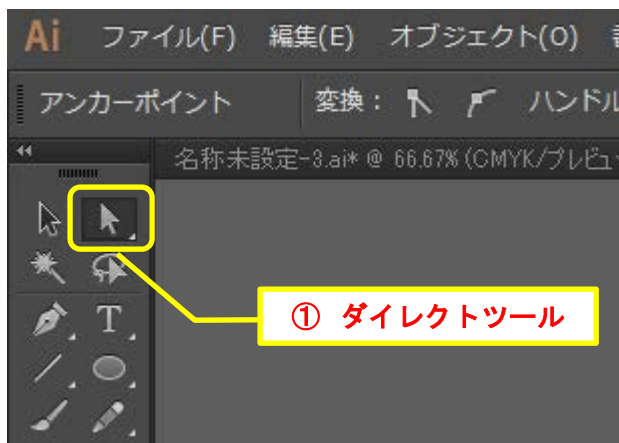 Ai ファイル(F) 編集(E) オブジェクト(O)
アンカーポイント 変換： ハンドル
名称未設定-3.ai* @ 66.67% (CMYK/プレビュ
T
① ダイレクトツール